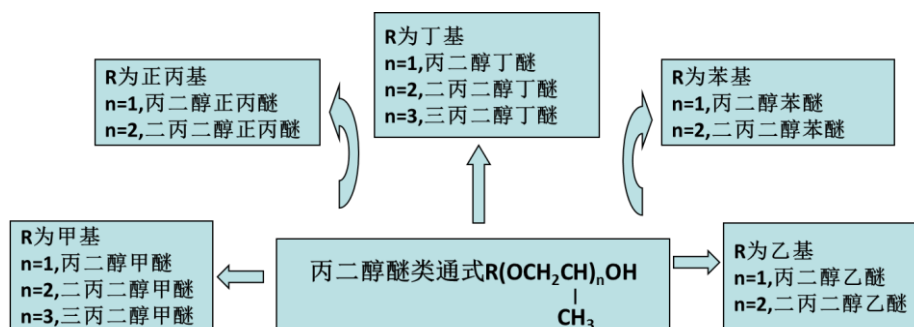 R为丁基
n=1,丙二醇丁醚
n=2,二丙二醇丁醚
n=3,三丙二醇丁醚
R为正丙基
n=1,丙二醇正丙醚
n=2,二丙二醇正丙醚
R为苯基
n=1,丙二醇苯醚
n=2,二丙二醇苯醚
R为甲基
n=1,丙二醇甲醚
n=2,二丙二醇甲醚
n=3,三丙二醇甲醚
丙二醇醚类通式R(OCH₂CH)ₙOH
CH₃
R为乙基
n=1,丙二醇乙醚
n=2,二丙二醇乙醚